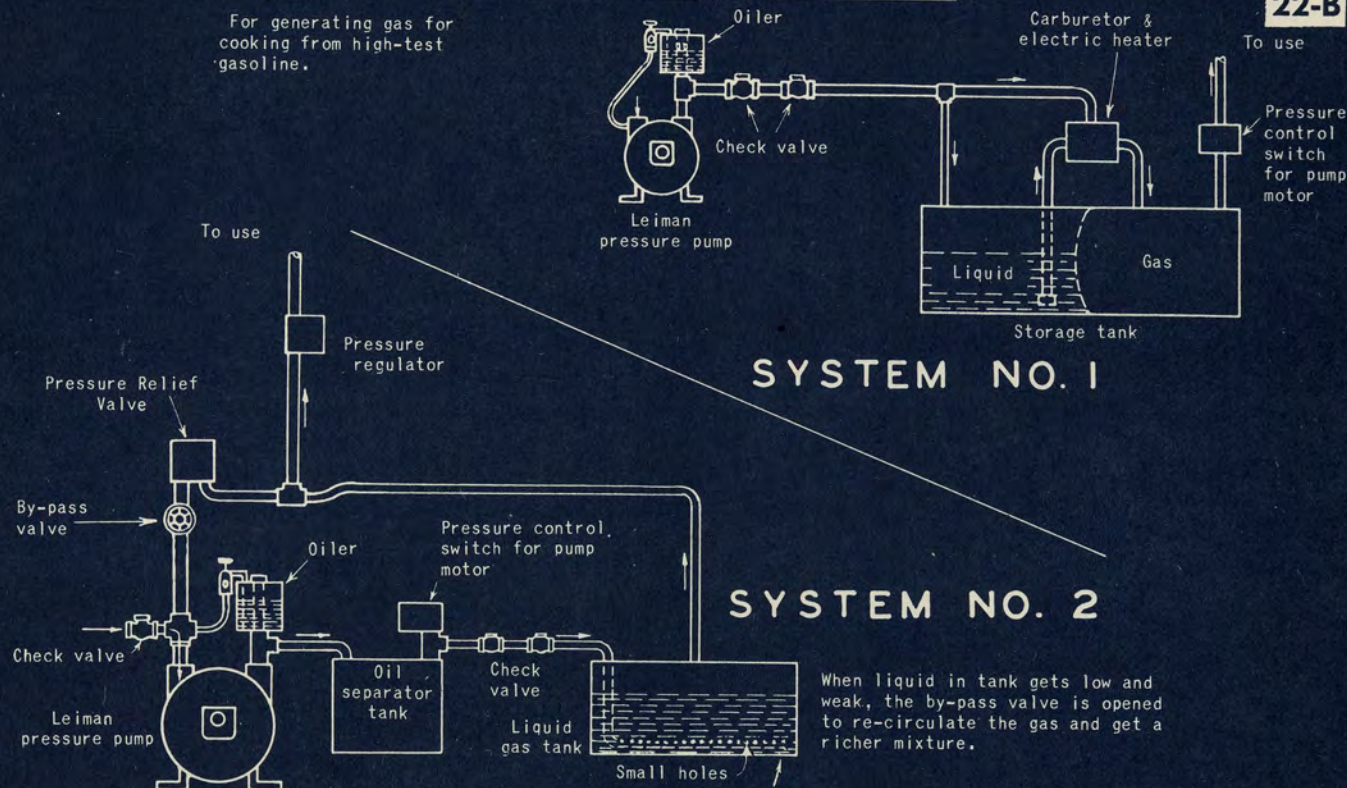 22-B
For generating gas for
cooking from high-test
gasoline.
Oiler
Carburetor &
electric heater
To use
Check valve
Pressure
control
switch
for pump
motor
Leiman
pressure pump
Liquid
Gas
Storage tank
SYSTEM NO. 1
To use
Pressure
regulator
Pressure Relief
Valve
By-pass
valve
Oiler
Pressure control
switch for pump
motor
SYSTEM NO. 2
Check valve
Leiman
pressure pump
Oil
separator
tank
Check
valve
Liquid
gas tank
Small holes
When liquid in tank gets low and
weak, the by-pass valve is opened
to re-circulate the gas and get a
richer mixture.